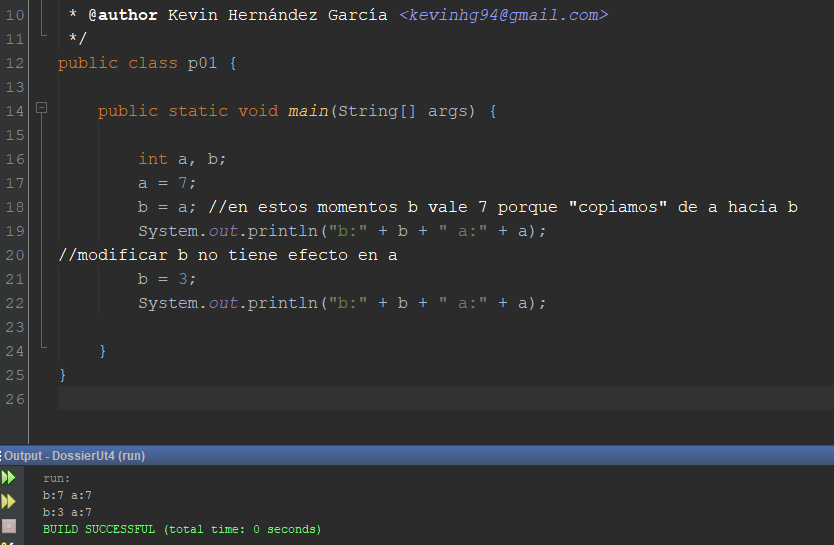 10 * @author Kevin Hernández García <kevinhg94@gmail.com>
11 */
12 public class p01 {
13
14 public static void main(String[] args) {
15
16 int a, b;
17 a = 7;
18 b = a; //en estos momentos b vale 7 porque "copiamos" de a hacia b
19 System.out.println("b:" + b + " a:" + a);
20 //modificar b no tiene efecto en a
21 b = 3;
22 System.out.println("b:" + b + " a:" + a);
23
24 }
25 }
26
Output - DossierUt4 (run)
run:
b:7 a:7
b:3 a:7
BUILD SUCCESSFUL (total time: 0 seconds)